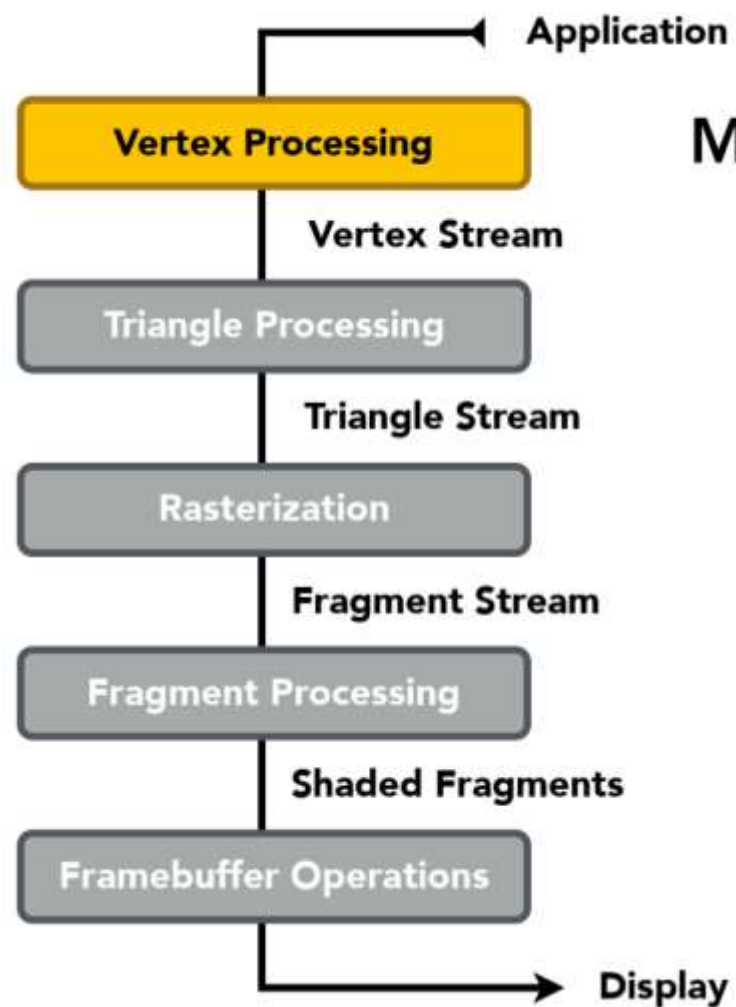 Application
Vertex Processing
M
Vertex Stream
Triangle Processing
Triangle Stream
Rasterization
Fragment Stream
Fragment Processing
Shaded Fragments
Framebuffer Operations
Display